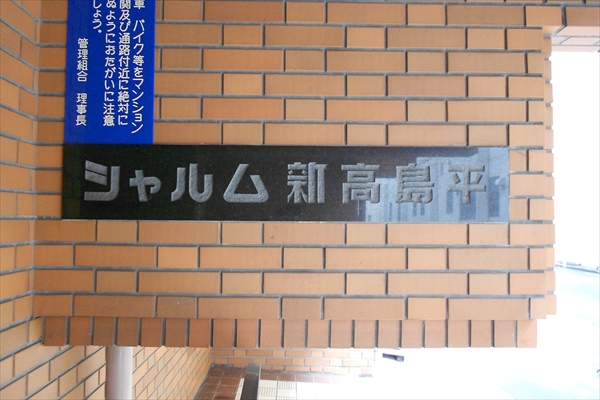 車 バイク等をマンション
関及び通路付近に絶対に
ぬようにおたがいに注意
しょう。
管理組合 理事長
シャルム 新高島平